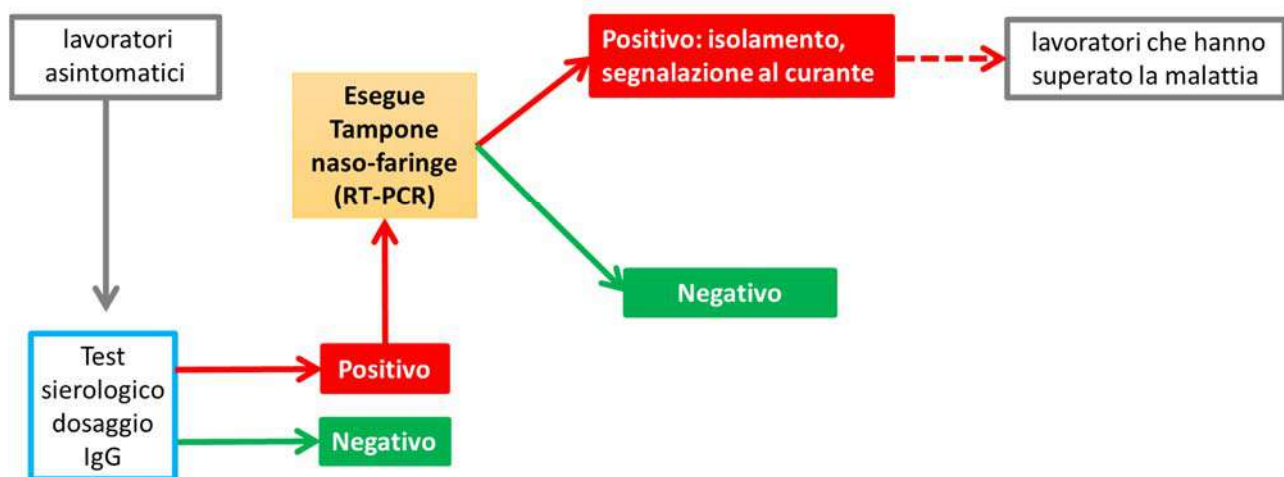 lavoratori
asintomatici
Esegue
Tampone
naso-faringe
(RT-PCR)
Positivo: isolamento,
segnalazione al curante
lavoratori che hanno
superato la malattia
Negativo
Test
sierologico
dosaggio
IgG
Positivo
Negativo